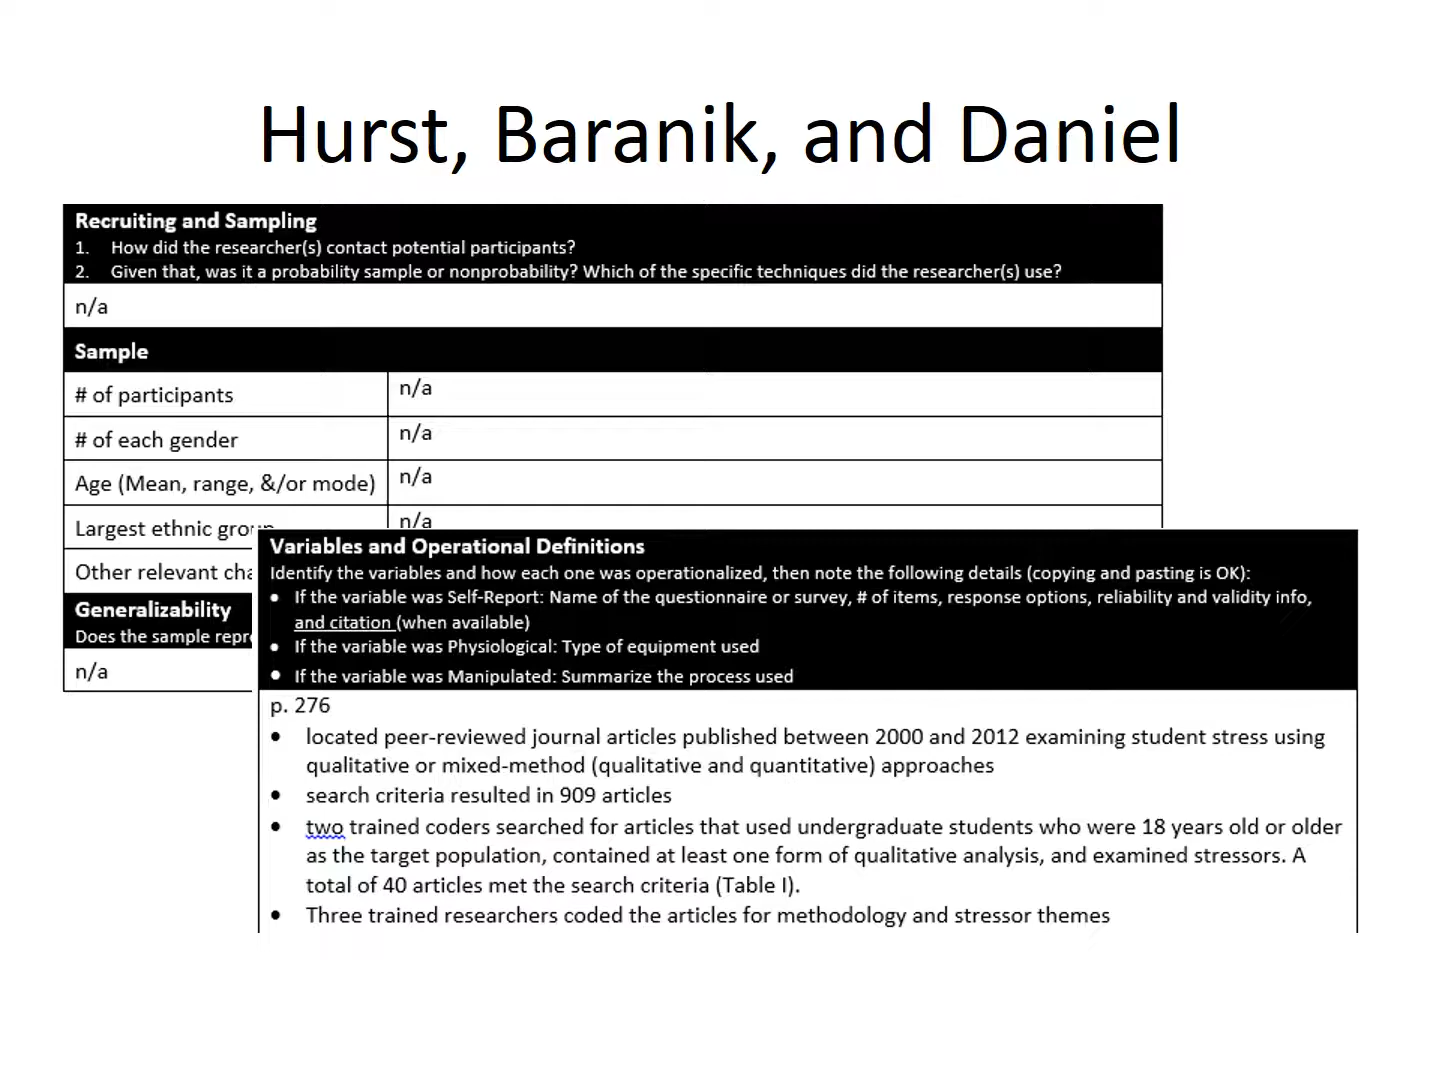 Hurst, Baranik, and Daniel
Recruiting and Sampling
1. How did the researcher(s) contact potential participants?
2. Given that, was it a probability sample or nonprobability? Which of the specific techniques did the researcher(s) use?
n/a
Sample
# of participants n/a
# of each gender n/a
Age (Mean, range, &/or mode) n/a
Largest ethnic group n/a
Other relevant
Generalizability
Does the sample
n/a
Variables and Operational Definitions
Identify the variables and how each one was operationalized, then note the following details (copying and pasting is OK):
• If the variable was Self-Report: Name of the questionnaire or survey, # of items, response options, reliability and validity info,
and citation (when available)
• If the variable was Physiological: Type of equipment used
• If the variable was Manipulated: Summarize the process used
p. 276
• located peer-reviewed journal articles published between 2000 and 2012 examining student stress using
qualitative or mixed-method (qualitative and quantitative) approaches
• search criteria resulted in 909 articles
• two trained coders searched for articles that used undergraduate students who were 18 years old or older
as the target population, contained at least one form of qualitative analysis, and examined stressors. A
total of 40 articles met the search criteria (Table I).
• Three trained researchers coded the articles for methodology and stressor themes